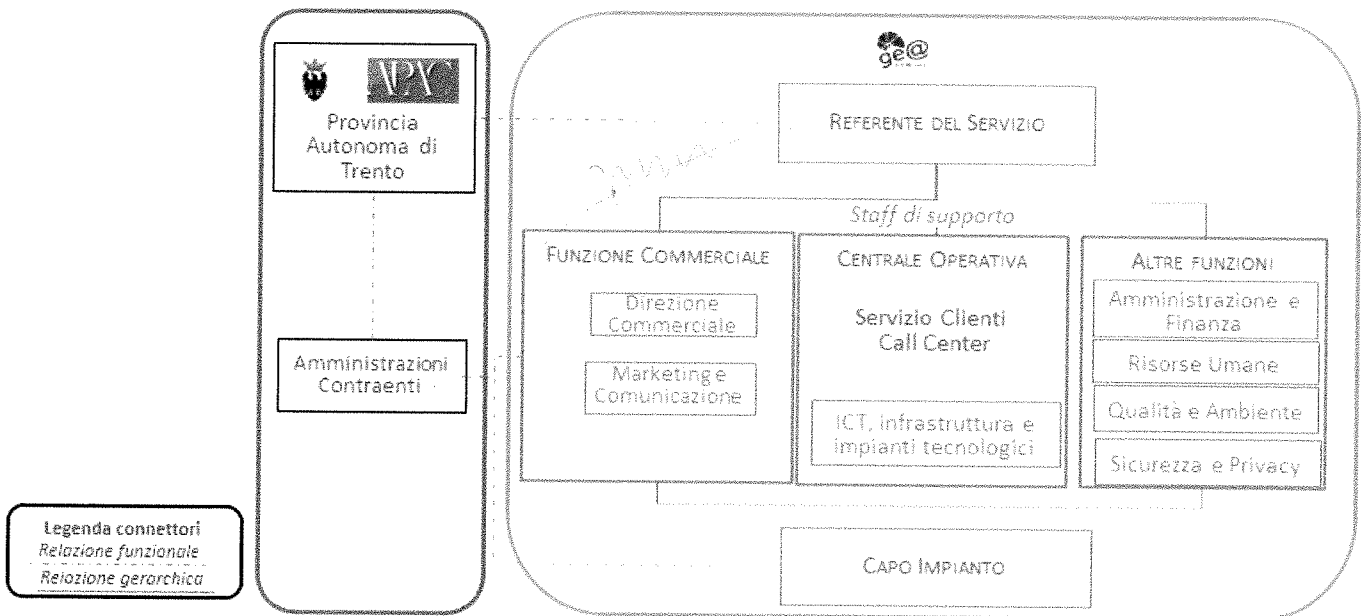 APAC
Provincia
Autonoma di
Trento
Amministrazioni
Contraenti
Legenda connettori
Relazione funzionale
Relazione gerarchica
ge@
REFERENTE DEL SERVIZIO
Staff di supporto
FUNZIONE COMMERCIALE
Direzione
Commerciale
Marketing e
Comunicazione
CENTRALE OPERATIVA
Servizio Clienti
Call Center
ICT, infrastruttura e
impianti tecnologici
ALTRE FUNZIONI
Amministrazione e
Finanza
Risorse Umane
Qualità e Ambiente
Sicurezza e Privacy
CAPO IMPIANTO